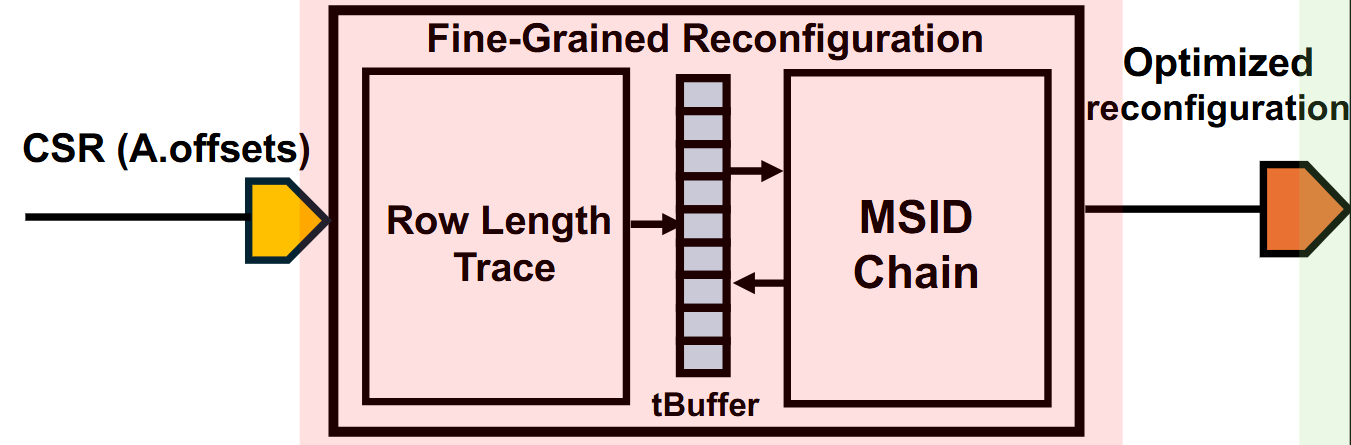 Fine-Grained Reconfiguration
CSR (A.offsets)
Row Length
Trace
tBuffer
MSID
Chain
Optimized
reconfiguration